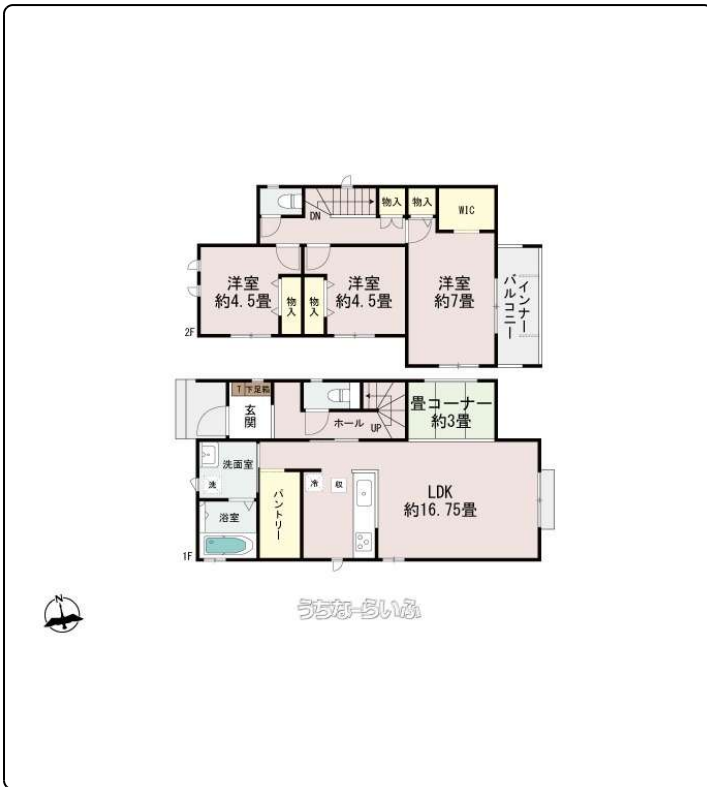 物入
物入
WIC
DN
洋室
約4.5畳
物入
物入
洋室
約4.5畳
洋室
約7畳
インナー
バルコニー
2F
T 下足箱
玄関
ホール
UP
畳コーナー
約3畳
洗面室
洗
冷
収
パントリー
浴室
LDK
約16.75畳
1F
N
うちなーらいふ